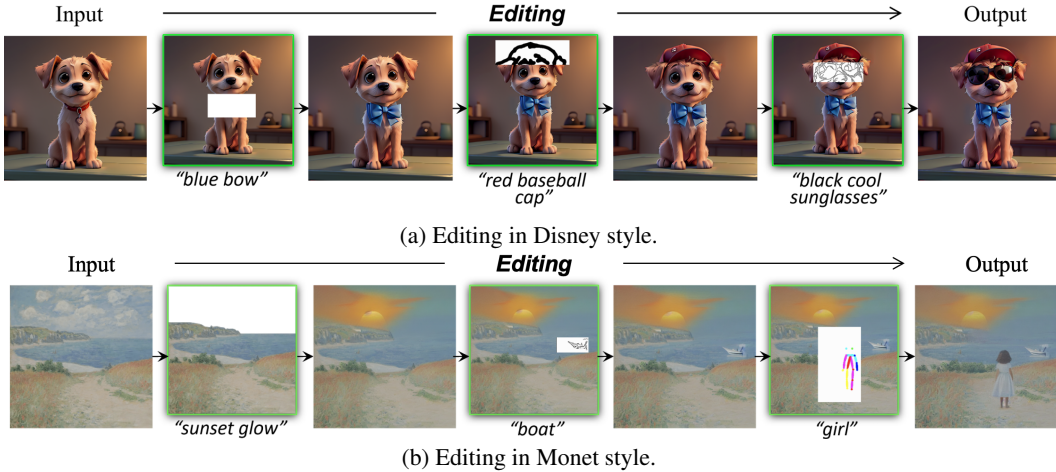 Input Editing Output
"blue bow"
"red baseball
cap"
"black cool
sunglasses"
(a) Editing in Disney style.
Input Editing Output
"sunset glow"
"boat"
"girl"
(b) Editing in Monet style.